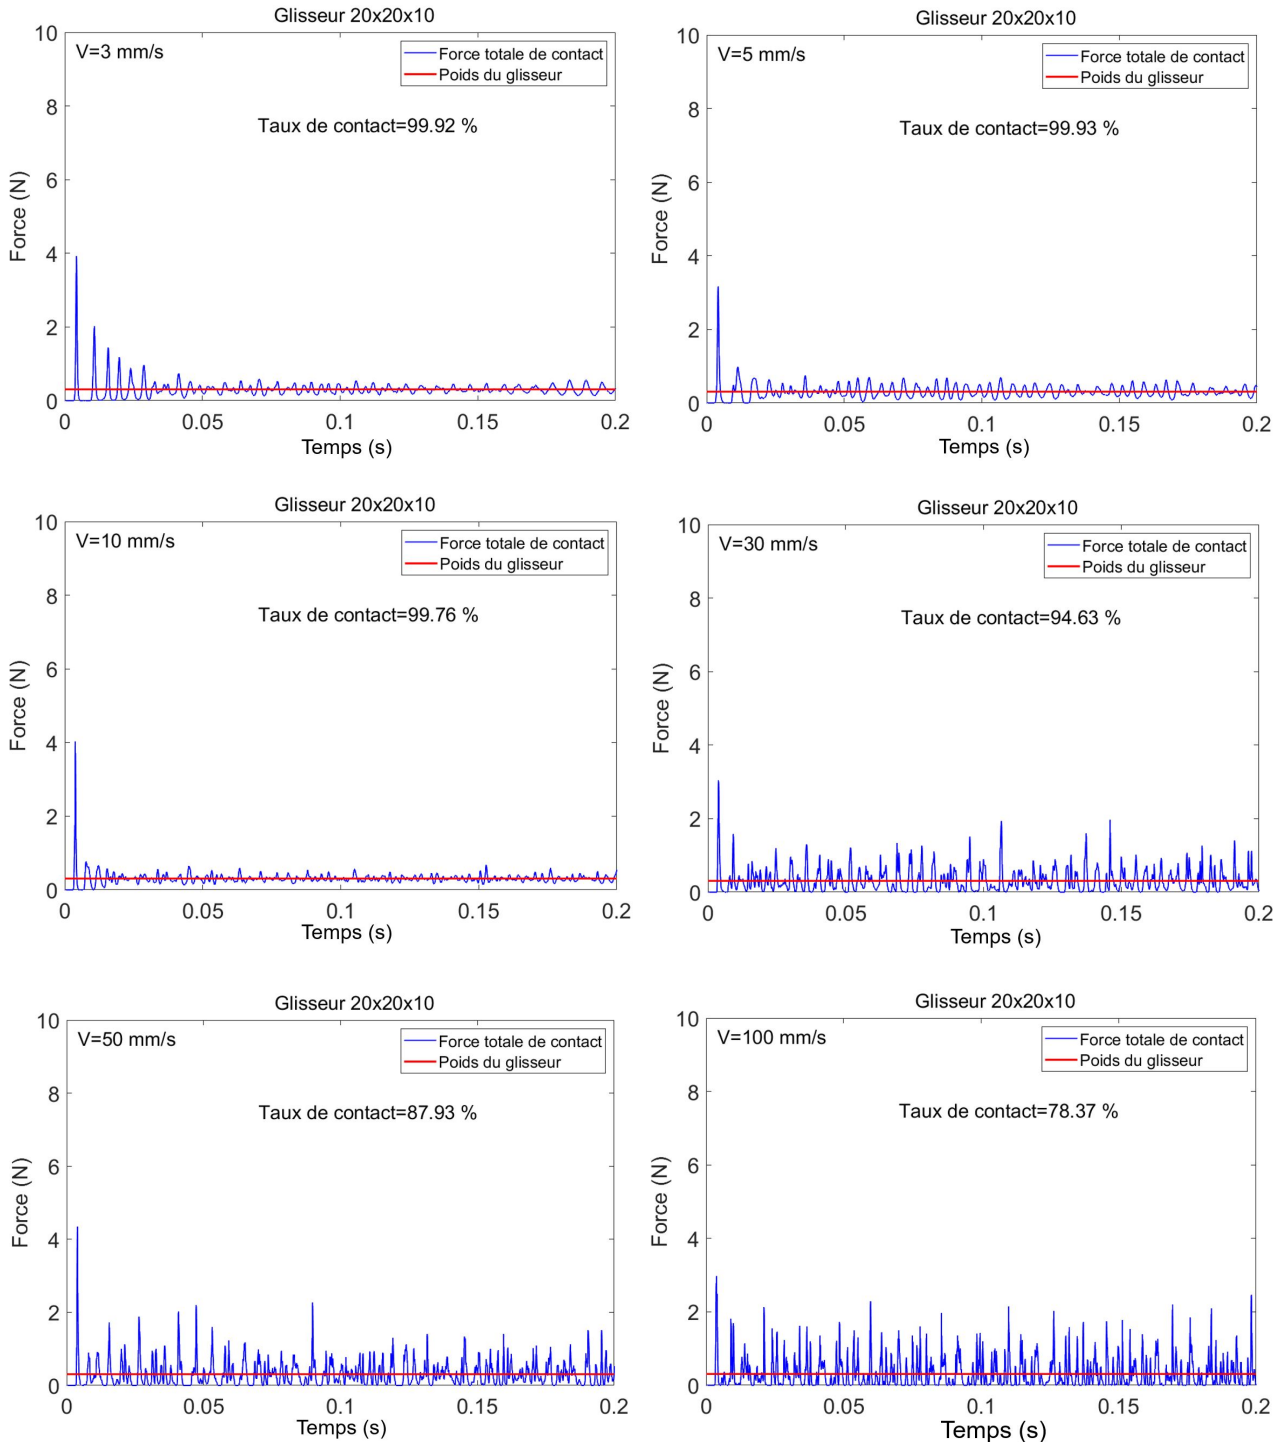 Glisseur 20x20x10
V=3 mm/s
Force totale de contact
Poids du glisseur
Taux de contact=99.92 %
Force (N)
10
8
6
4
2
0
0 0.05 0.1 0.15 0.2
Temps (s)
Glisseur 20x20x10
V=5 mm/s
Force totale de contact
Poids du glisseur
Taux de contact=99.93 %
Force (N)
10
8
6
4
2
0
0 0.05 0.1 0.15 0.2
Temps (s)
Glisseur 20x20x10
V=10 mm/s
Force totale de contact
Poids du glisseur
Taux de contact=99.76 %
Force (N)
10
8
6
4
2
0
0 0.05 0.1 0.15 0.2
Temps (s)
Glisseur 20x20x10
V=30 mm/s
Force totale de contact
Poids du glisseur
Taux de contact=94.63 %
Force (N)
10
8
6
4
2
0
0 0.05 0.1 0.15 0.2
Temps (s)
Glisseur 20x20x10
V=50 mm/s
Force totale de contact
Poids du glisseur
Taux de contact=87.93 %
Force (N)
10
8
6
4
2
0
0 0.05 0.1 0.15 0.2
Temps (s)
Glisseur 20x20x10
V=100 mm/s
Force totale de contact
Poids du glisseur
Taux de contact=78.37 %
Force (N)
10
8
6
4
2
0
0 0.05 0.1 0.15 0.2
Temps (s)